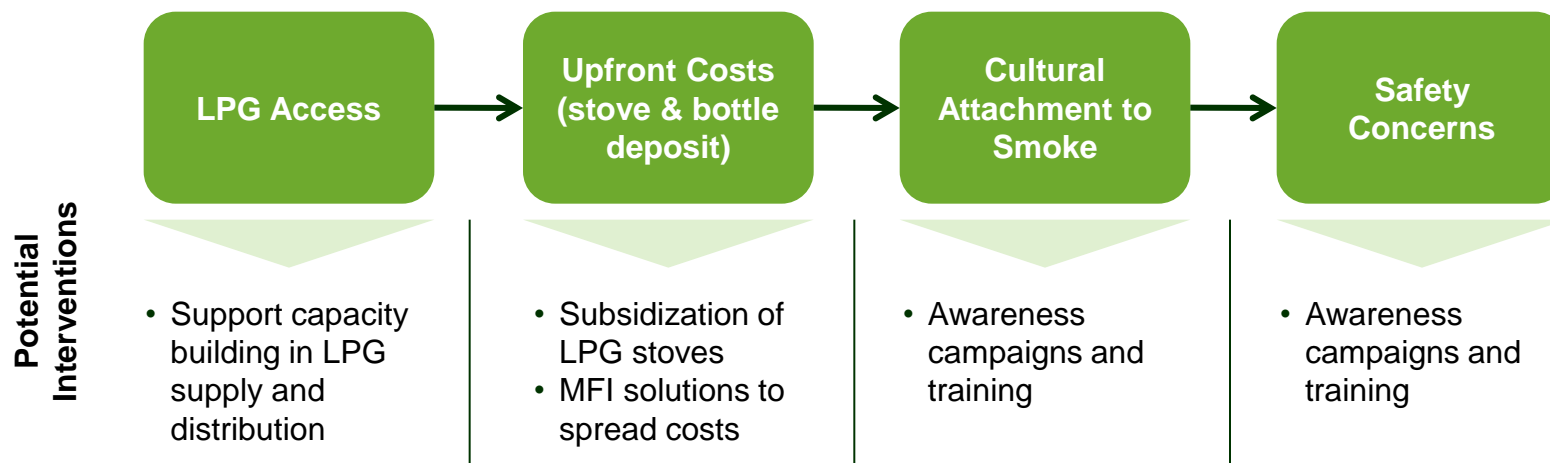 LPG Access
Upfront Costs
(stove & bottle
deposit)
Cultural
Attachment to
Smoke
Safety
Concerns
Potential
Interventions
• Support capacity
building in LPG
supply and
distribution
• Subsidization of
LPG stoves
• MFI solutions to
spread costs
• Awareness
campaigns and
training
• Awareness
campaigns and
training